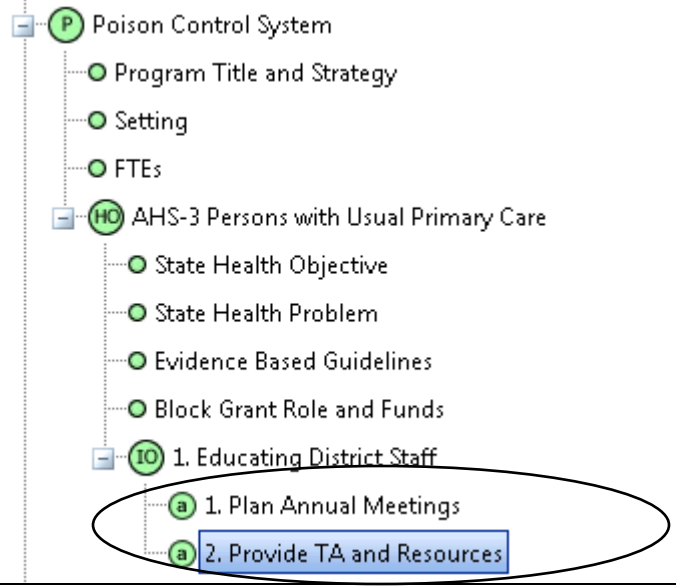 P Poison Control System
Program Title and Strategy
Setting
FTEs
HO AHS-3 Persons with Usual Primary Care
State Health Objective
State Health Problem
Evidence Based Guidelines
Block Grant Role and Funds
IO 1. Educating District Staff
a 1. Plan Annual Meetings
a 2. Provide TA and Resources